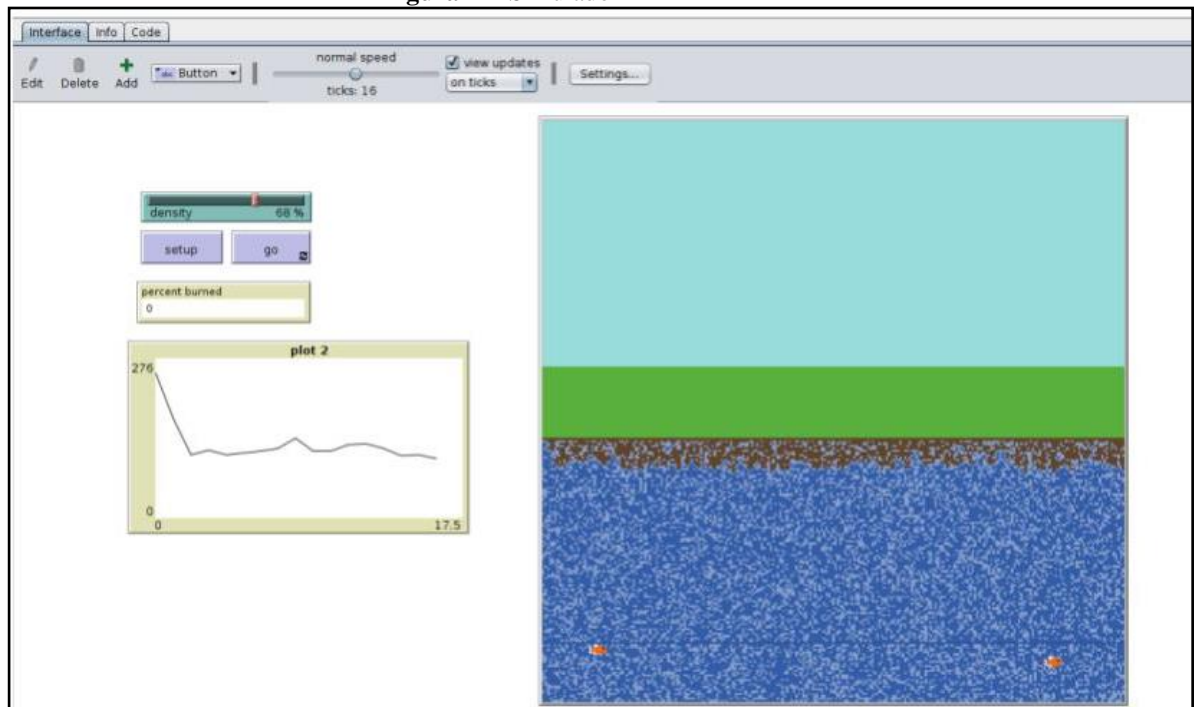 Interface Info Code
Edit Delete Add Button normal speed ticks: 16 view updates on ticks Settings...
density 68 %
setup go
percent burned
0
plot 2
276
0
0 17.5